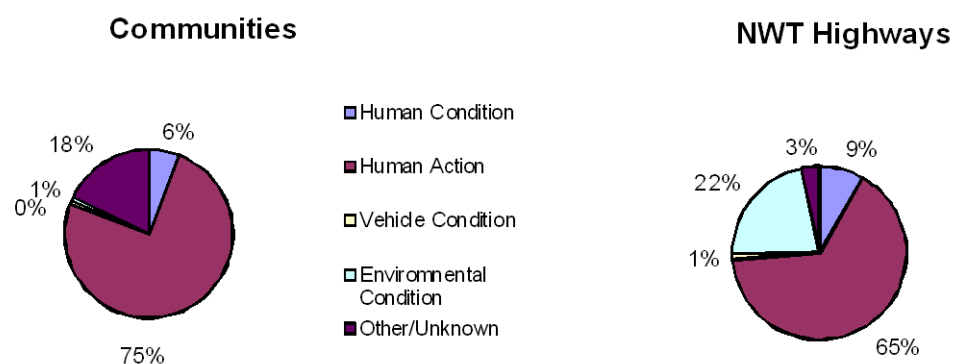 Communities
NWT Highways
18%
6%
1%
0%
75%
Human Condition
Human Action
Vehicle Condition
Enviromnental
Condition
Other/Unknown
3%
9%
22%
1%
65%